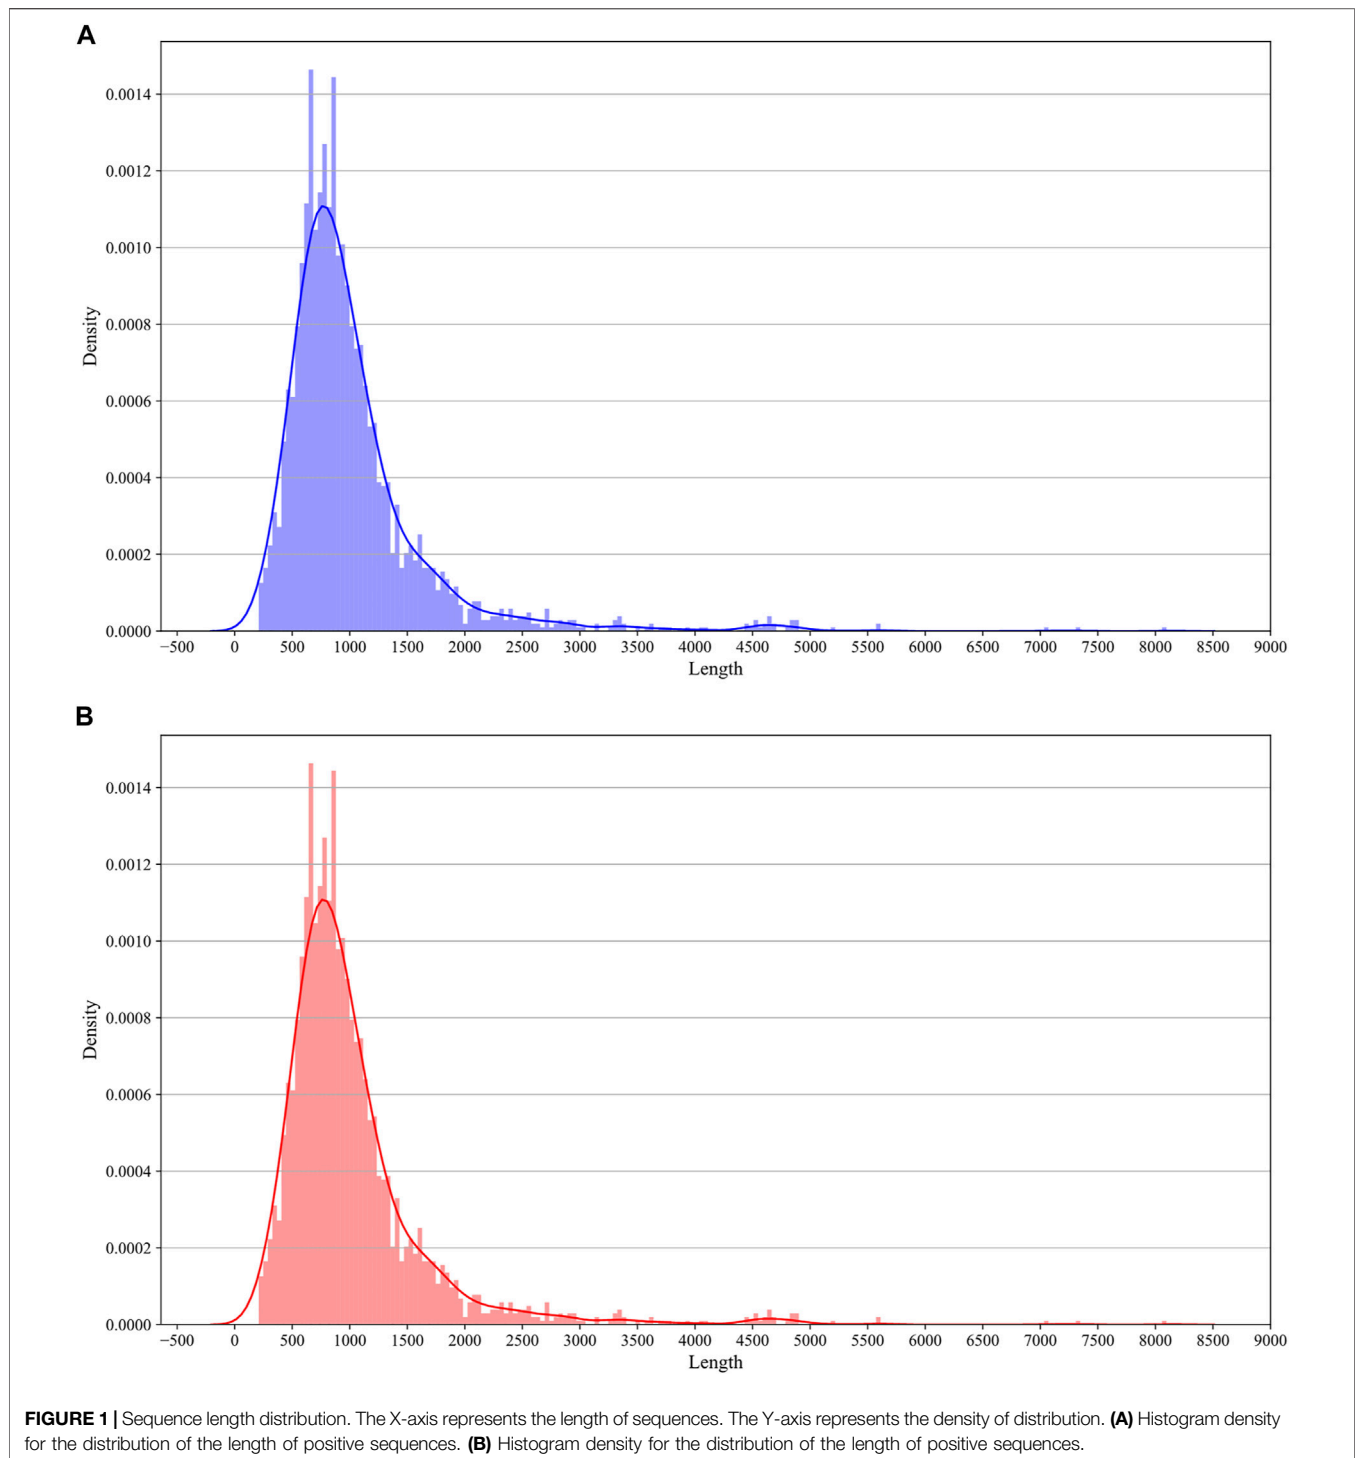 A
0.0014
0.0012
0.0010
0.0008
0.0006
0.0004
0.0002
0.0000
Density
−500 0 500 1000 1500 2000 2500 3000 3500 4000 4500 5000 5500 6000 6500 7000 7500 8000 8500 9000
Length
B
0.0014
0.0012
0.0010
0.0008
0.0006
0.0004
0.0002
0.0000
Density
−500 0 500 1000 1500 2000 2500 3000 3500 4000 4500 5000 5500 6000 6500 7000 7500 8000 8500 9000
Length
FIGURE 1 | Sequence length distribution. The X-axis represents the length of sequences. The Y-axis represents the density of distribution. (A) Histogram density
for the distribution of the length of positive sequences. (B) Histogram density for the distribution of the length of positive sequences.